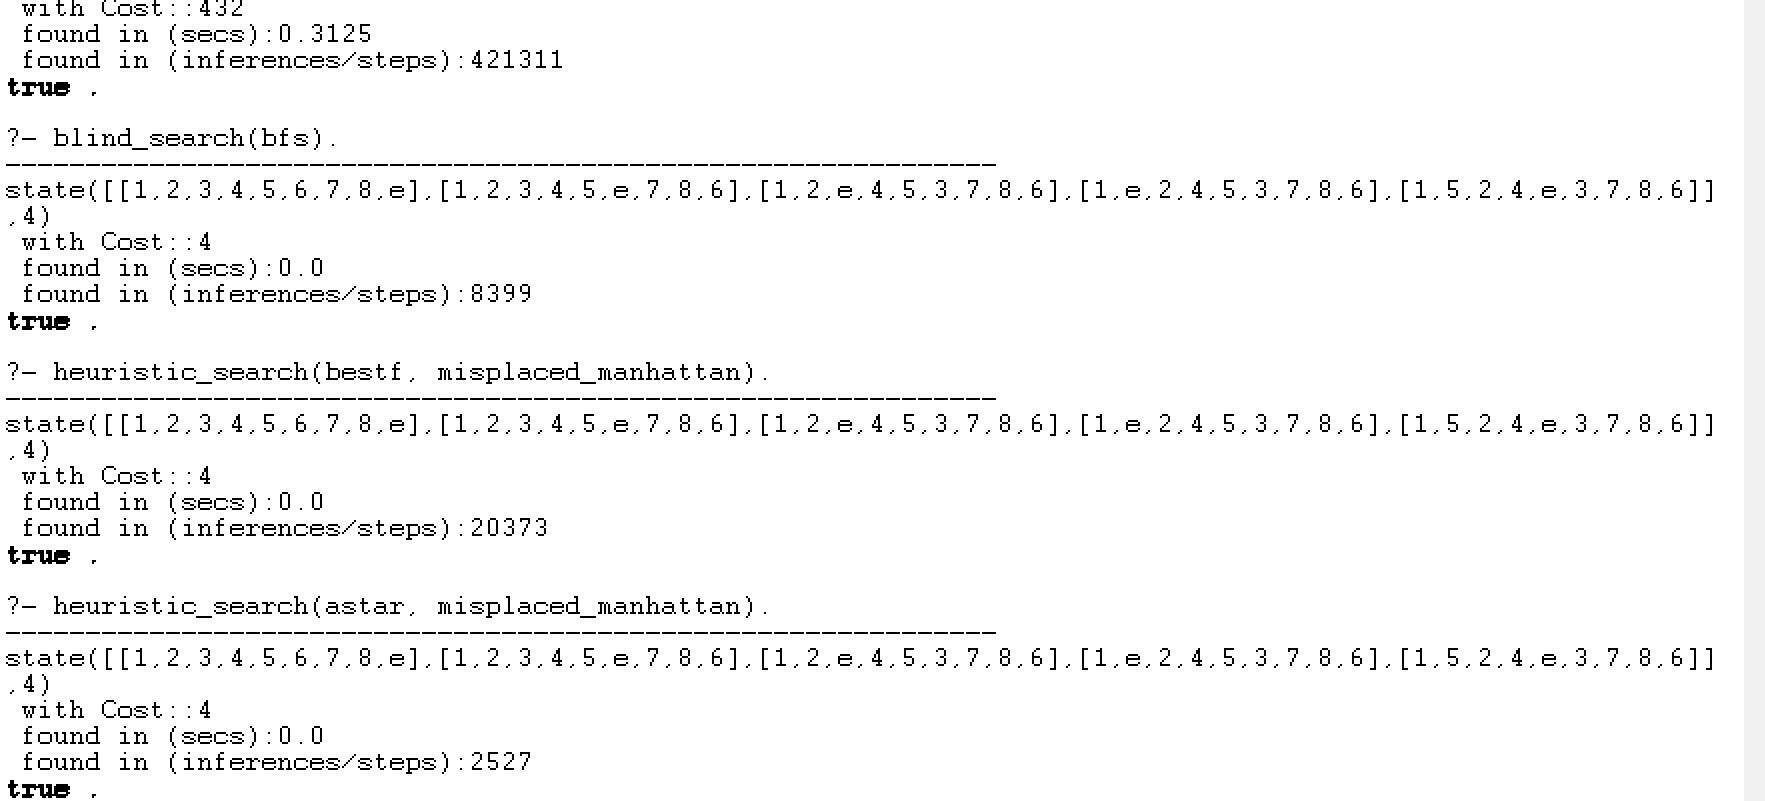 with Cost::432
found in (secs):0.3125
found in (inferences/steps):421311
true .
?- blind_search(bfs).
---------------------------------------------------------------
state([[1,2,3,4,5,6,7,8,e],[1,2,3,4,5,e,7,8,6],[1,2,e,4,5,3,7,8,6],[1,e,2,4,5,3,7,8,6],[1,5,2,4,e,3,7,8,6]]
,4)
with Cost::4
found in (secs):0.0
found in (inferences/steps):8399
true .
?- heuristic_search(bestf, misplaced_manhattan).
---------------------------------------------------------------
state([[1,2,3,4,5,6,7,8,e],[1,2,3,4,5,e,7,8,6],[1,2,e,4,5,3,7,8,6],[1,e,2,4,5,3,7,8,6],[1,5,2,4,e,3,7,8,6]]
,4)
with Cost::4
found in (secs):0.0
found in (inferences/steps):20373
true .
?- heuristic_search(astar, misplaced_manhattan).
---------------------------------------------------------------
state([[1,2,3,4,5,6,7,8,e],[1,2,3,4,5,e,7,8,6],[1,2,e,4,5,3,7,8,6],[1,e,2,4,5,3,7,8,6],[1,5,2,4,e,3,7,8,6]]
,4)
with Cost::4
found in (secs):0.0
found in (inferences/steps):2527
true .